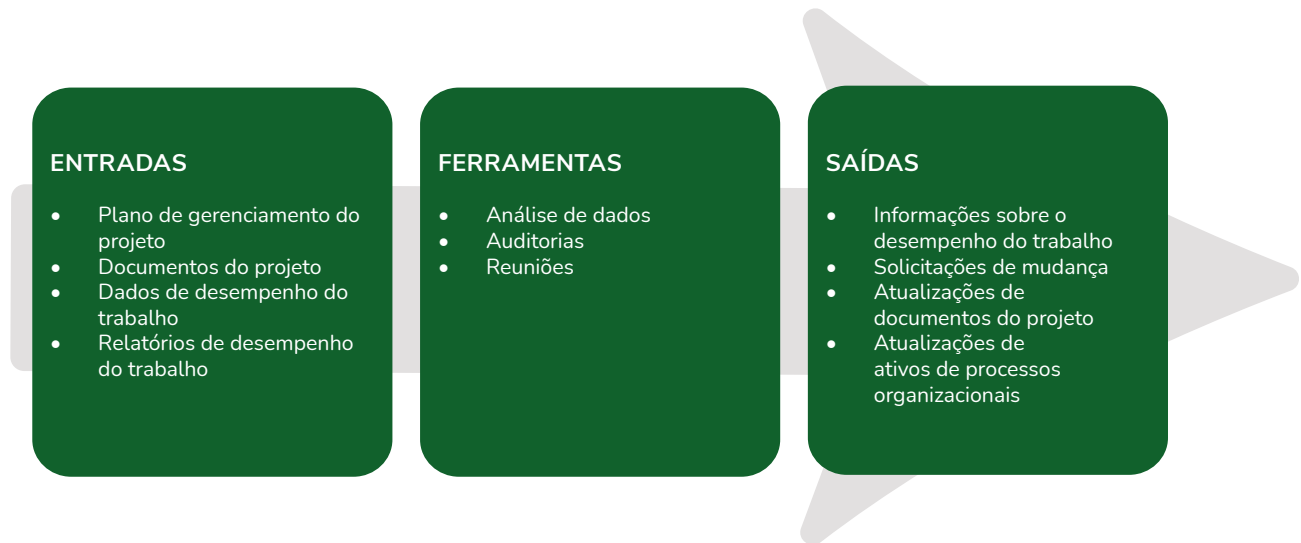 ENTRADAS
• Plano de gerenciamento do
projeto
• Documentos do projeto
• Dados de desempenho do
trabalho
• Relatórios de desempenho
do trabalho
FERRAMENTAS
• Análise de dados
• Auditorias
• Reuniões
SAÍDAS
• Informações sobre o
desempenho do trabalho
• Solicitações de mudança
• Atualizações de
documentos do projeto
• Atualizações de
ativos de processos
organizacionais